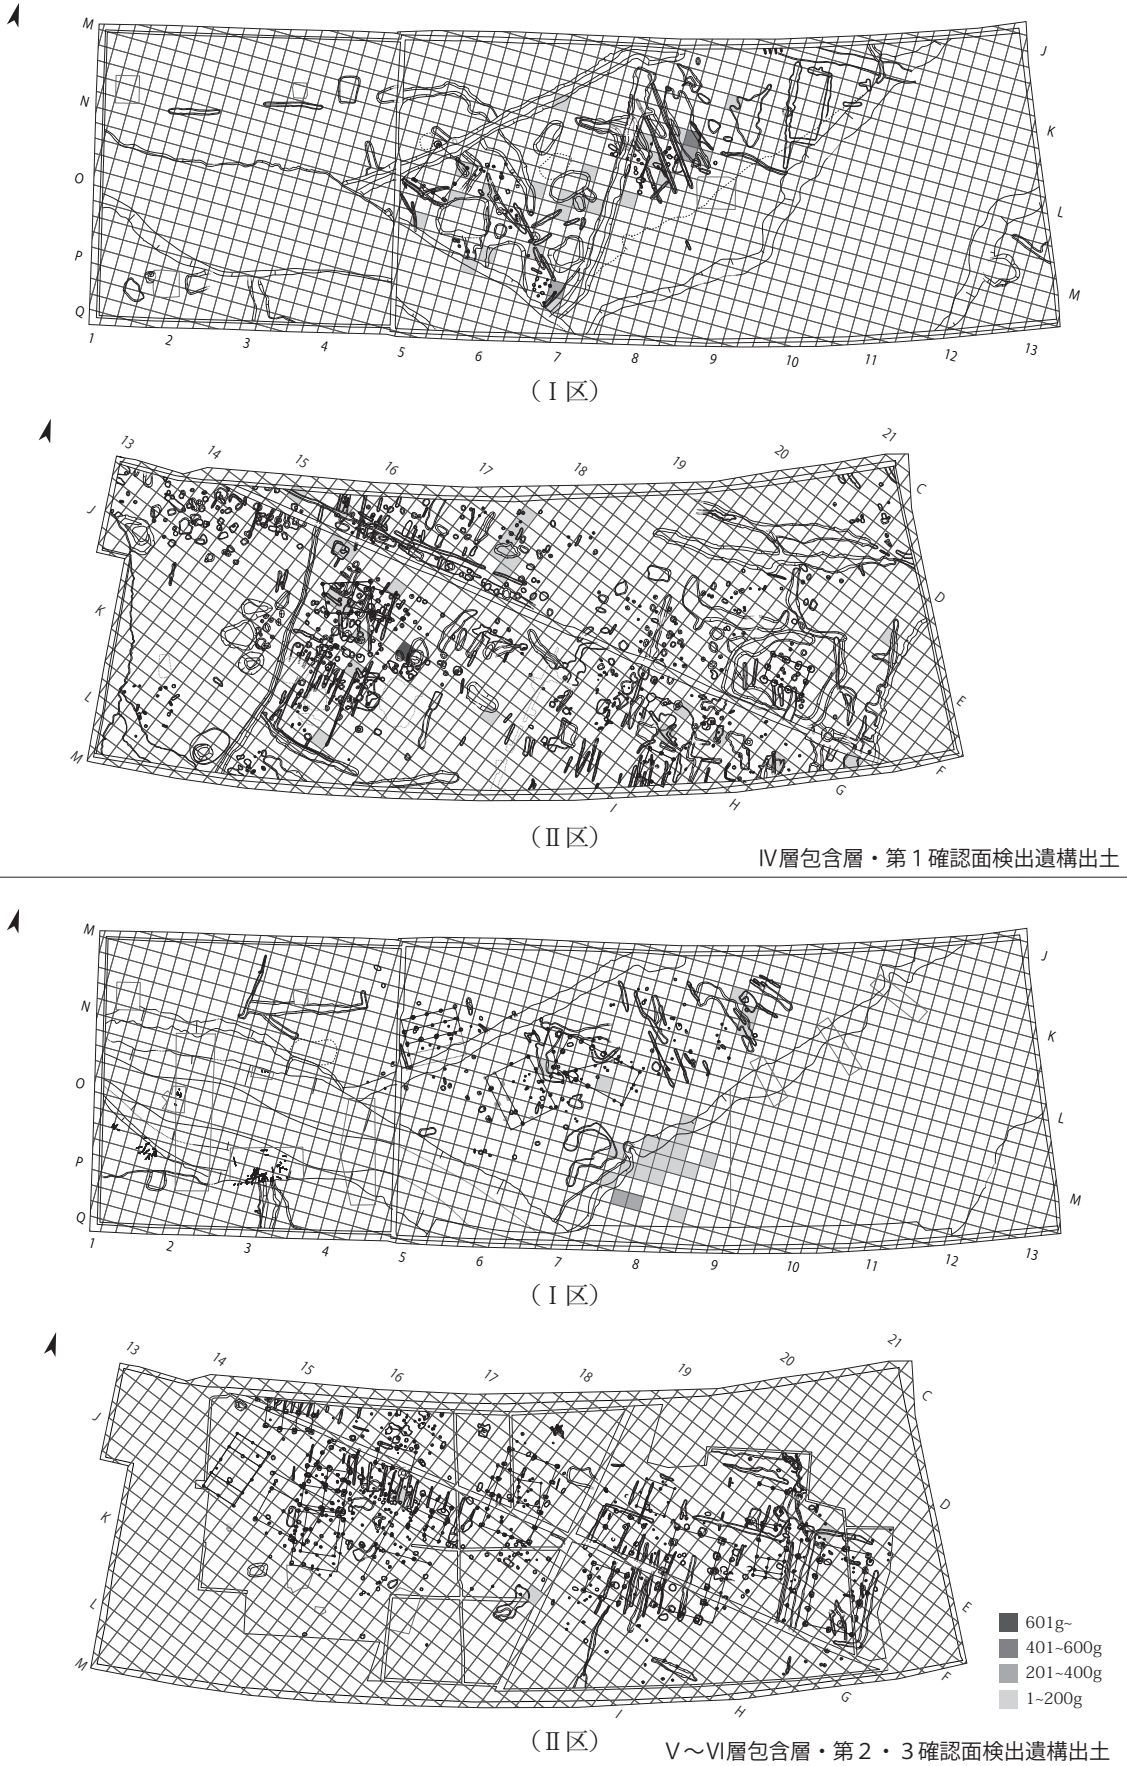 M
J
N
K
O
L
P
M
Q
1 2 3 4 5 6 7 8 9 10 11 12 13
（Ⅰ区）
13 14 15 16 17 18 19 20 21
C
J
D
K
E
L
F
M
I H G
（Ⅱ区）
Ⅳ層包含層・第１確認面検出遺構出土
M
J
N
K
O
L
P
M
Q
1 2 3 4 5 6 7 8 9 10 11 12 13
（Ⅰ区）
13 14 15 16 17 18 19 20 21
C
J
D
K
E
L
F
M
I H G
601g~
401~600g
201~400g
1~200g
（Ⅱ区）
Ⅴ～Ⅵ層包含層・第２・３確認面検出遺構出土